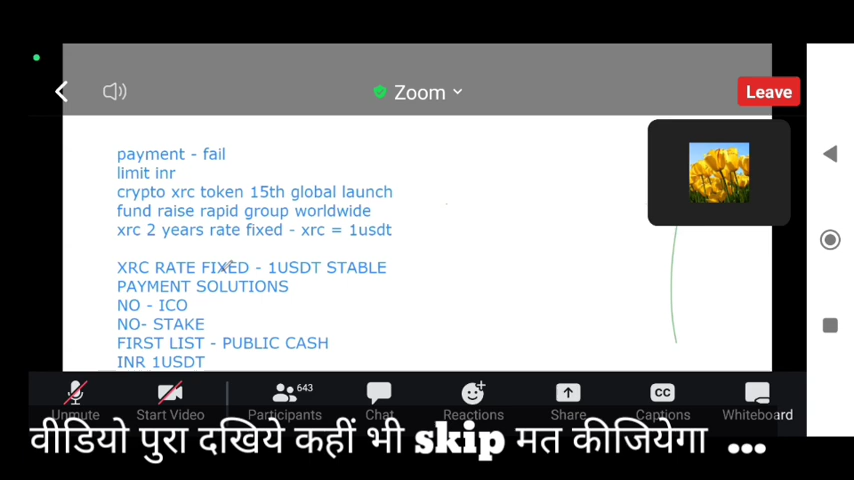 Zoom
Leave
payment - fail
limit inr
crypto xrc token 15th global launch
fund raise rapid group worldwide
xrc 2 years rate fixed - xrc = 1usdt
XRC RATE FIXED - 1USDT STABLE
PAYMENT SOLUTIONS
NO - ICO
NO- STAKE
FIRST LIST - PUBLIC CASH
INR 1USDT
643
CC
Unmute Start Video Participants Chat Reactions Share Captions Whiteboard
वीडियो पुरा दखिये कहीं भी skip मत कीजियेगा ...